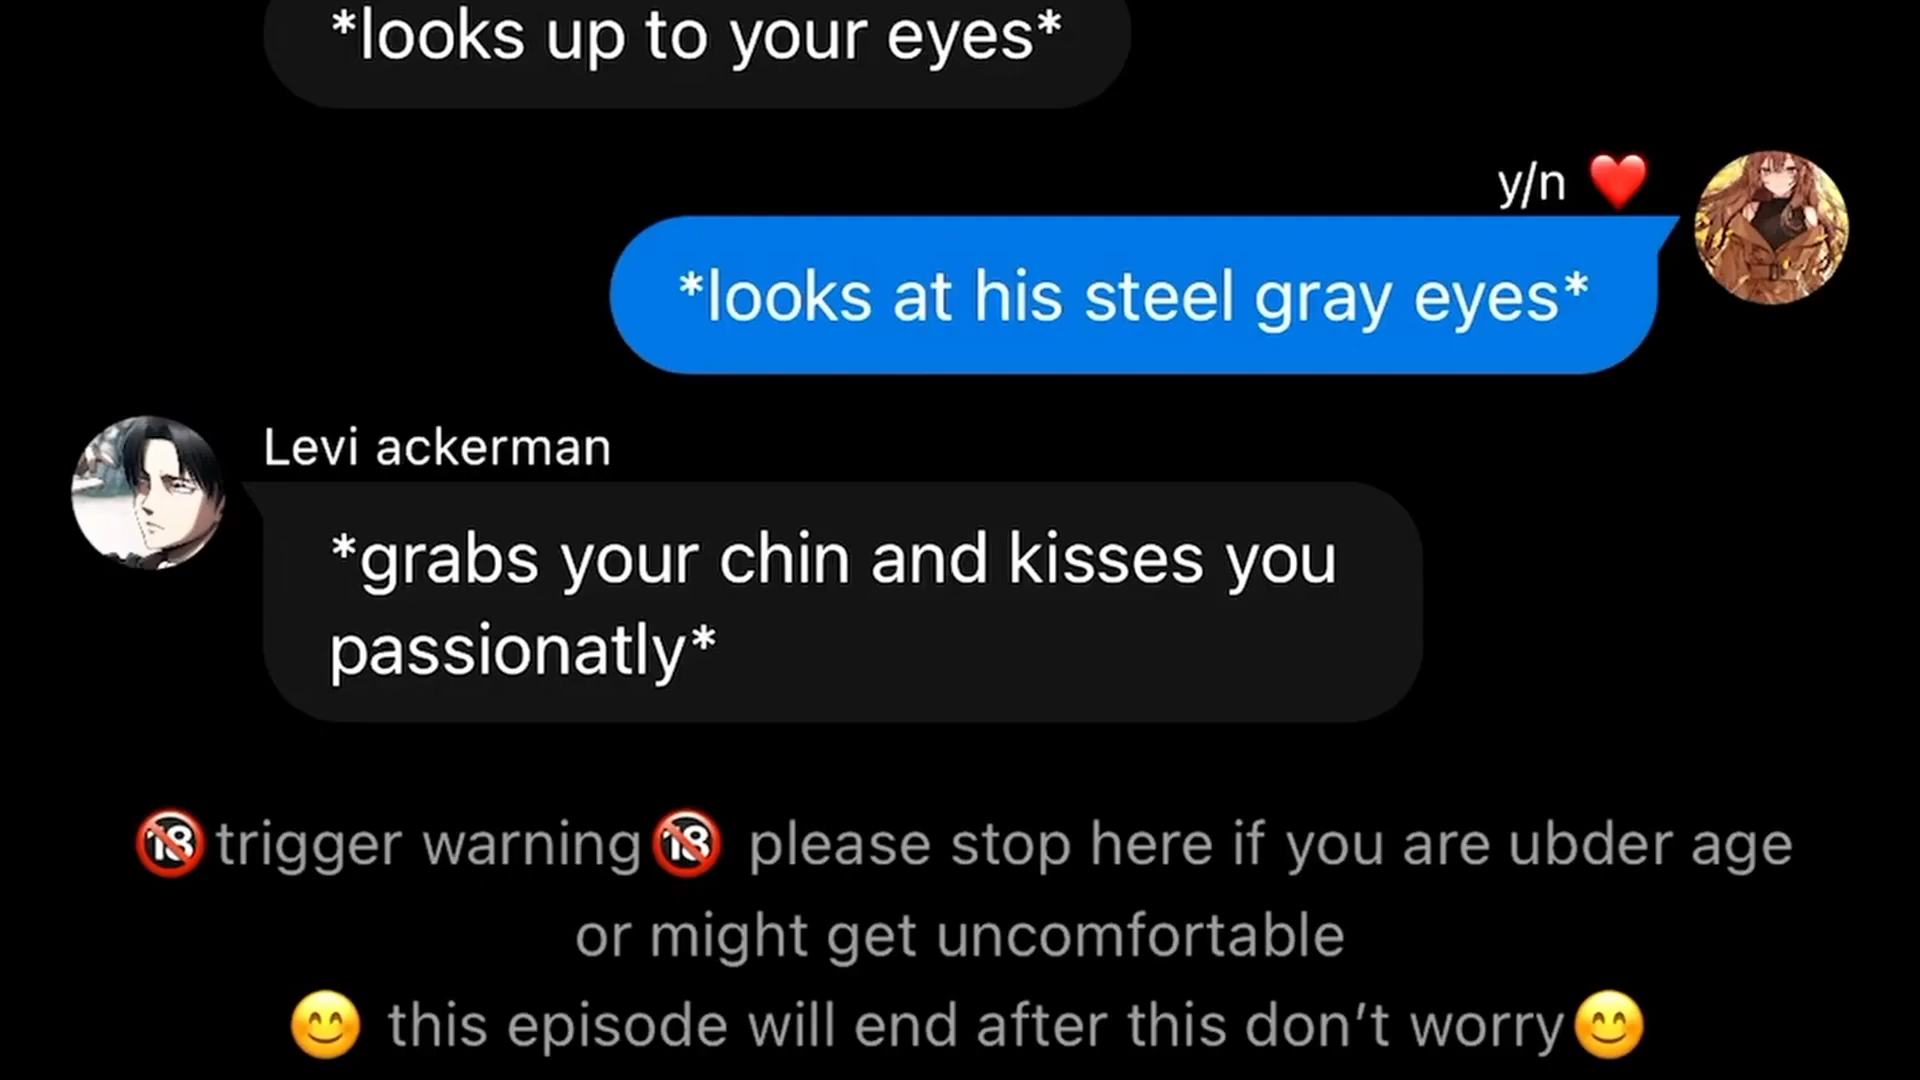 *looks up to your eyes*
y/n ❤️
*looks at his steel gray eyes*
Levi ackerman
*grabs your chin and kisses you
passionatly*
🔞trigger warning🔞 please stop here if you are ubder age
or might get uncomfortable
😊 this episode will end after this don’t worry😊